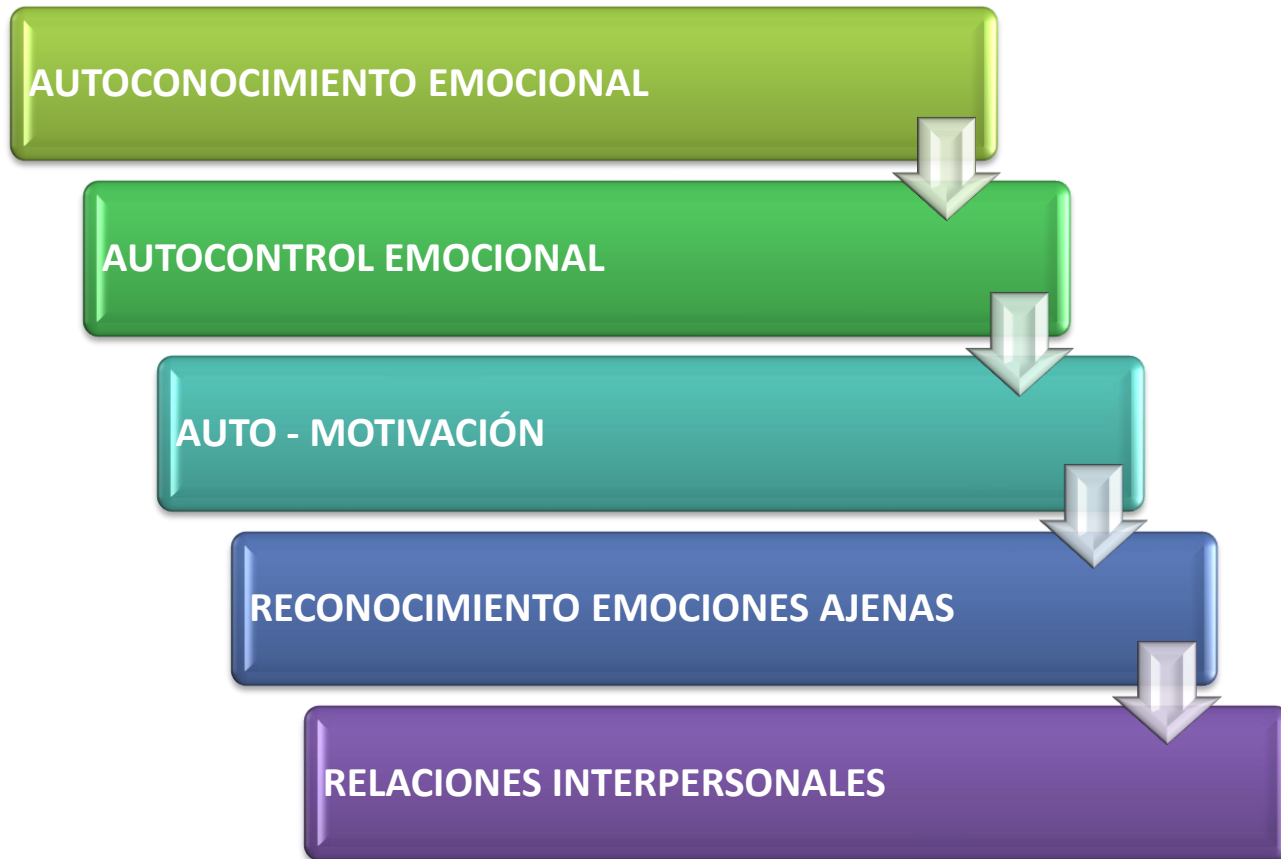 AUTOCONOCIMIENTO EMOCIONAL
AUTOCONTROL EMOCIONAL
AUTO - MOTIVACIÓN
RECONOCIMIENTO EMOCIONES AJENAS
RELACIONES INTERPERSONALES